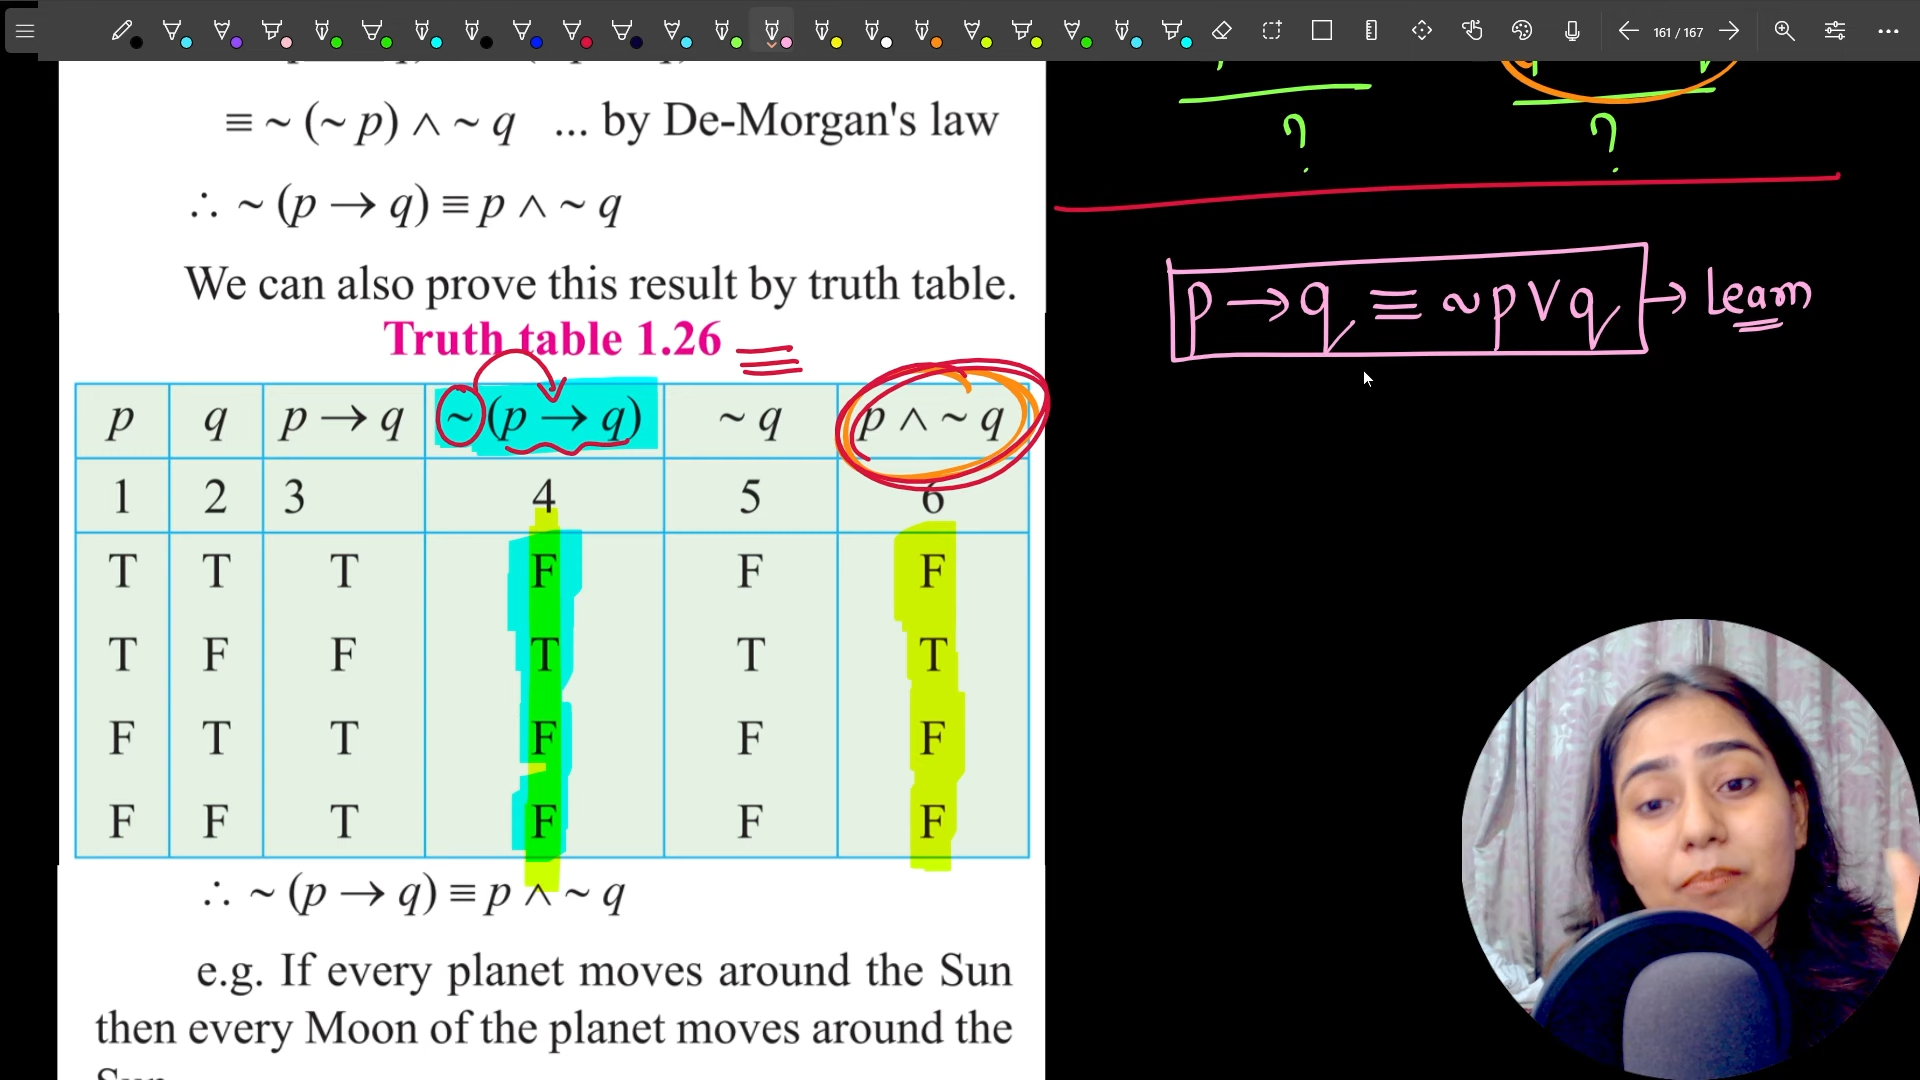 161 / 167
≡ ~ (~ p) ∧ ~ q ... by De-Morgan's law
∴ ~ (p → q) ≡ p ∧ ~ q
We can also prove this result by truth table.
Truth table 1.26
p q p → q ~ (p → q) ~ q p ∧ ~ q
1 2 3 4 5 6
T T T F F F
T F F T T T
F T T F F F
F F T F F F
∴ ~ (p → q) ≡ p ∧ ~ q
e.g. If every planet moves around the Sun
then every Moon of the planet moves around the
? ?
p → q ≡ ~p ∨ q → learn